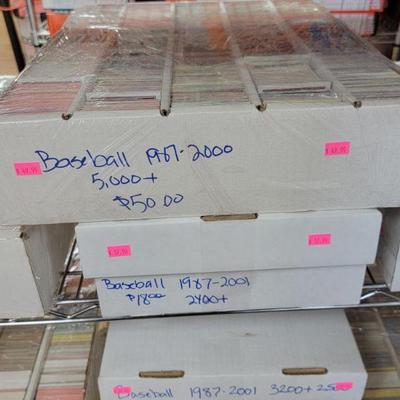 Baseball 1987-2000
5,000+
$50.00
Baseball 1987-2001
$18.00 2400+
Baseball 1987-2001 3200+